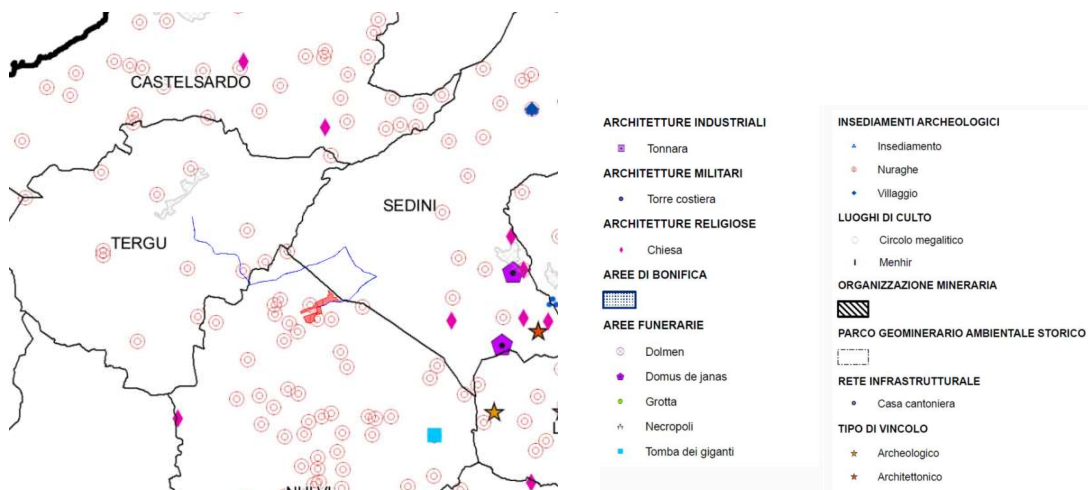 CASTELSARDO
SEDINI
TERGU
ARCHITETTURE INDUSTRIALI
Tonnara
ARCHITETTURE MILITARI
Torre costiera
ARCHITETTURE RELIGIOSE
Chiesa
AREE DI BONIFICA
AREE FUNERARIE
Dolmen
Domus de janas
Grotta
Necropoli
Tomba dei giganti
INSEDIAMENTI ARCHEOLOGICI
Insediamento
Nuraghe
Villaggio
LUOGHI DI CULTO
Circolo megalitico
Menhir
ORGANIZZAZIONE MINERARIA
PARCO GEOMINERARIO AMBIENTALE STORICO
RETE INFRASTRUTTURALE
Casa cantoniera
TIPO DI VINCOLO
Archeologico
Architettonico